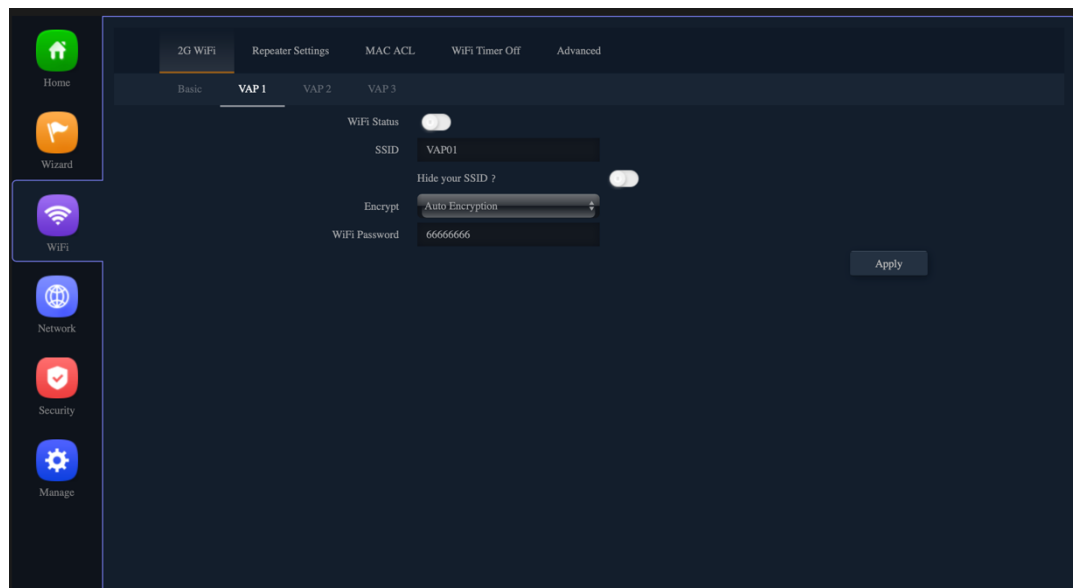 2G WiFi Repeater Settings MAC ACL WiFi Timer Off Advanced
Basic VAP 1 VAP 2 VAP 3
Home
Wizard
WiFi
Network
Security
Manage
WiFi Status
SSID VAP01
Hide your SSID ?
Encrypt Auto Encryption
WiFi Password 66666666
Apply